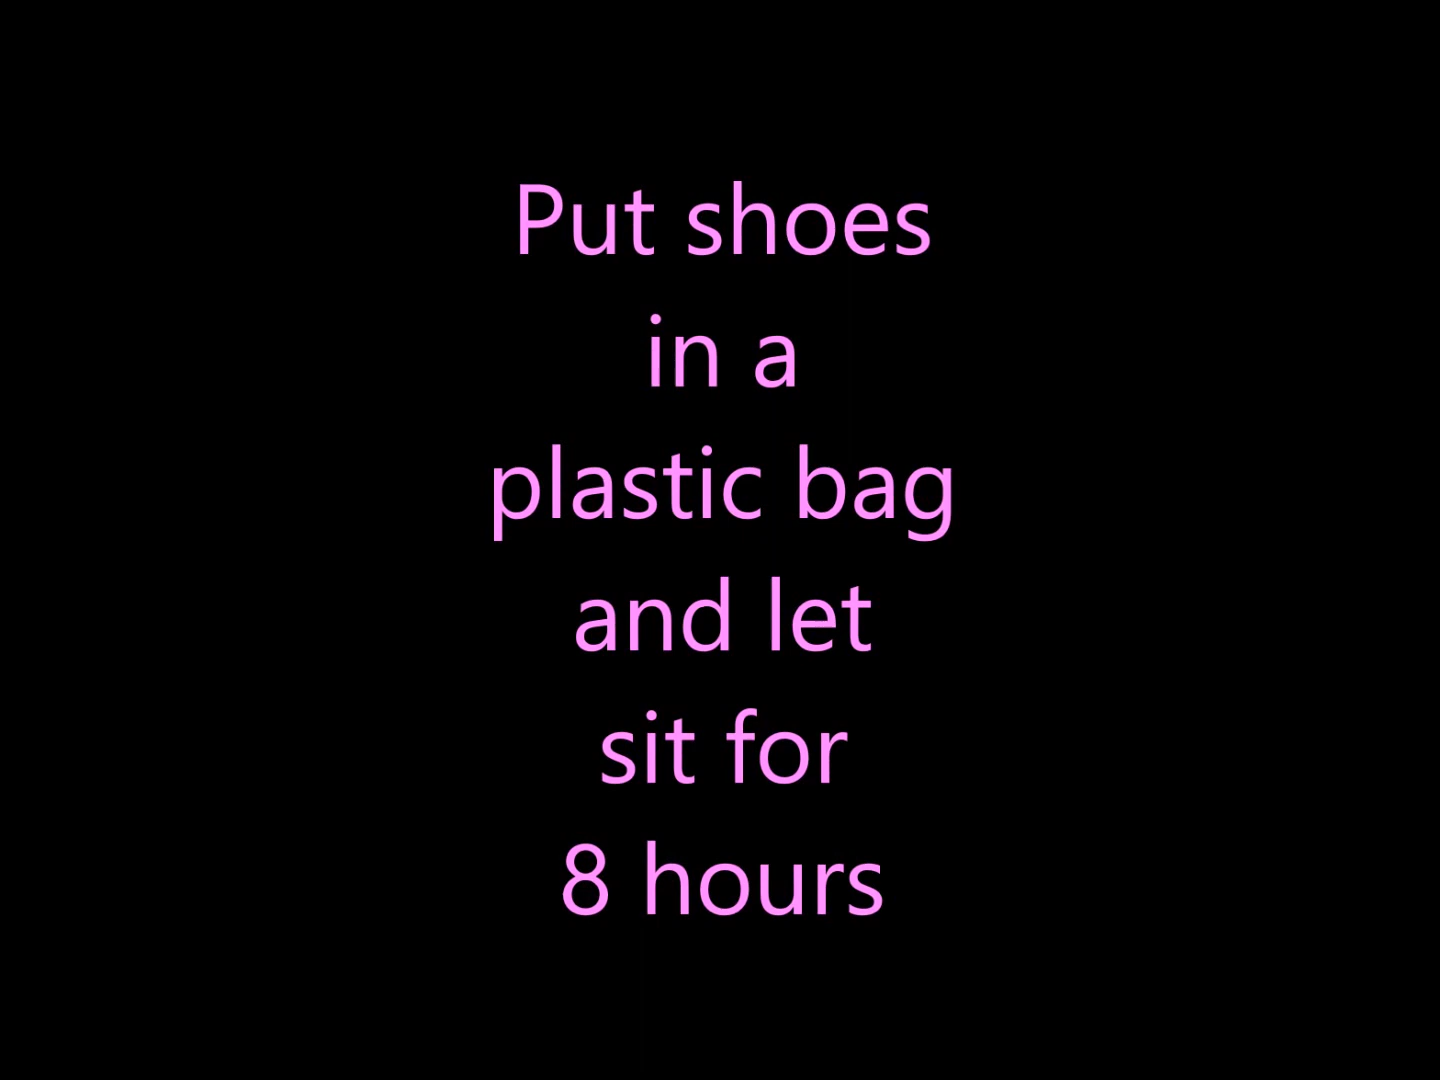 Put shoes
in a
plastic bag
and let
sit for
8 hours